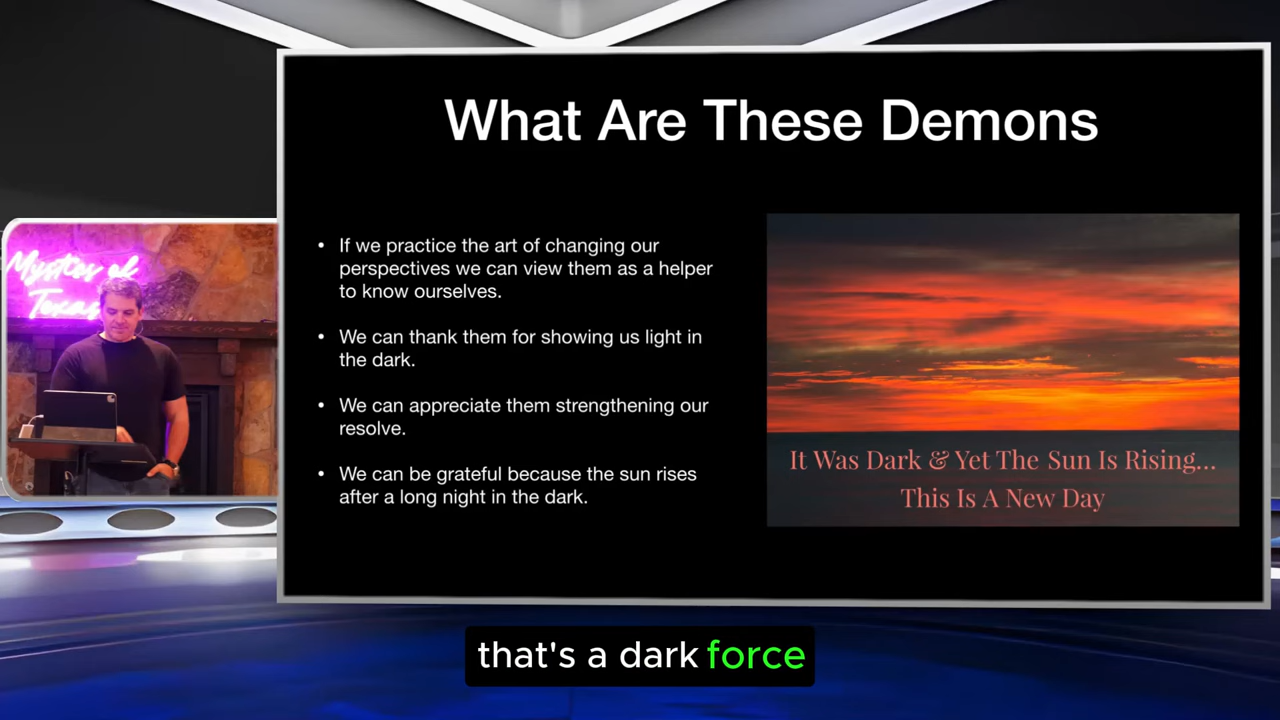 What Are These Demons
Mystics of
Texas
• If we practice the art of changing our
perspectives we can view them as a helper
to know ourselves.
• We can thank them for showing us light in
the dark.
• We can appreciate them strengthening our
resolve.
• We can be grateful because the sun rises
after a long night in the dark.
It Was Dark & Yet The Sun Is Rising...
This Is A New Day
that's a dark force